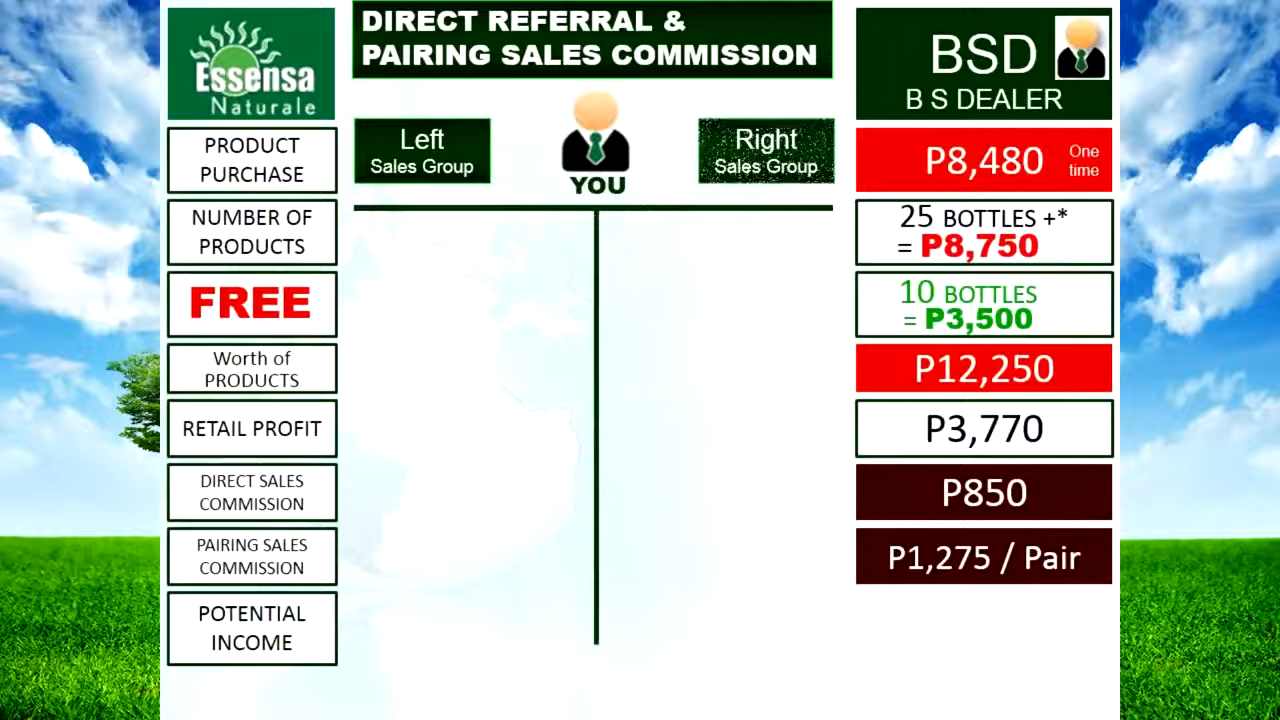 Essensa
Naturale
DIRECT REFERRAL &
PAIRING SALES COMMISSION
BSD
B S DEALER
Left
Sales Group
YOU
Right
Sales Group
PRODUCT
PURCHASE
P8,480 One
time
NUMBER OF
PRODUCTS
25 BOTTLES +*
= P8,750
FREE
10 BOTTLES
= P3,500
Worth of
PRODUCTS
P12,250
RETAIL PROFIT
P3,770
DIRECT SALES
COMMISSION
P850
PAIRING SALES
COMMISSION
P1,275 / Pair
POTENTIAL
INCOME